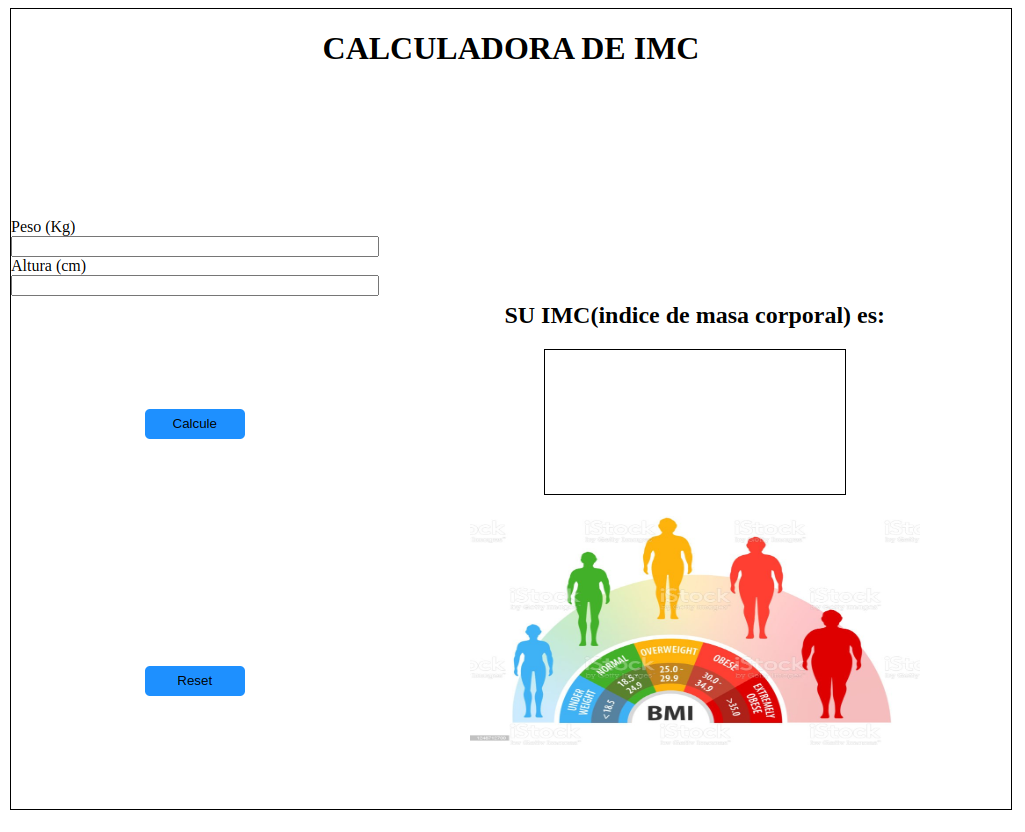 CALCULADORA DE IMC
Peso (Kg)
Altura (cm)
SU IMC(indice de masa corporal) es:
Calcule
Reset
iStock
iStock
iStock
iStock
iStock
iStock
iStock
UNDER
WEIGHT
< 18.5
NORMAL
18.5 -
24.9
OVERWEIGHT
25.0 -
29.9
OBESE
30.0 -
34.9
EXTREMELY
OBESE
>35.0
BMI